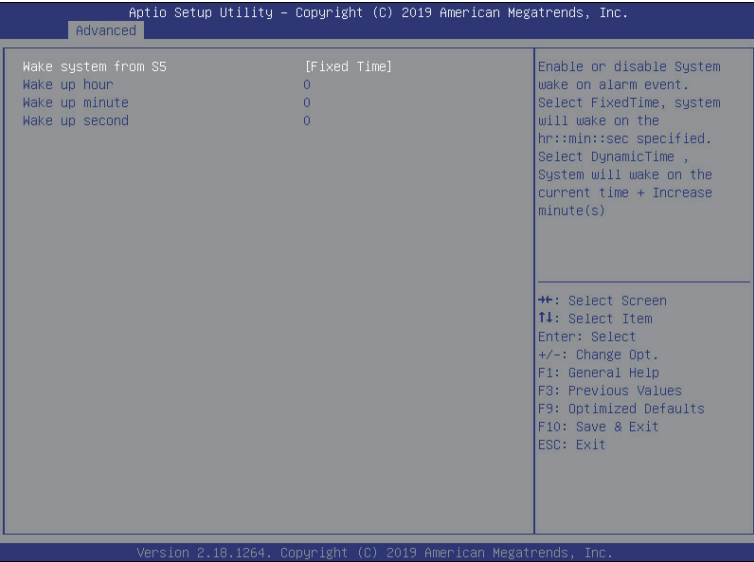 Aptio Setup Utility – Copyright (C) 2019 American Megatrends, Inc.
Advanced
Wake system from S5 [Fixed Time]
Wake up hour 0
Wake up minute 0
Wake up second 0
Enable or disable System
wake on alarm event.
Select FixedTime, system
will wake on the
hr::min::sec specified.
Select DynamicTime ,
System will wake on the
current time + Increase
minute(s)
→←: Select Screen
↑↓: Select Item
Enter: Select
+/-: Change Opt.
F1: General Help
F3: Previous Values
F9: Optimized Defaults
F10: Save & Exit
ESC: Exit
Version 2.18.1264. Copyright (C) 2019 American Megatrends, Inc.